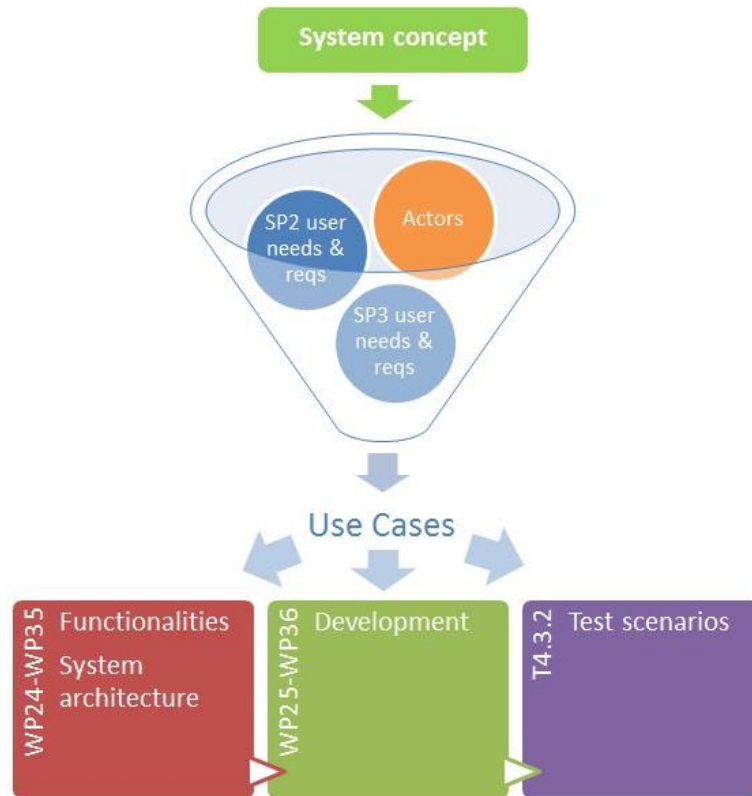 System concept
SP2 user
needs &
reqs
Actors
SP3 user
needs &
reqs
Use Cases
WP24-WP35
Functionalities
System
architecture
WP25-WP36
Development
T4.3.2
Test scenarios